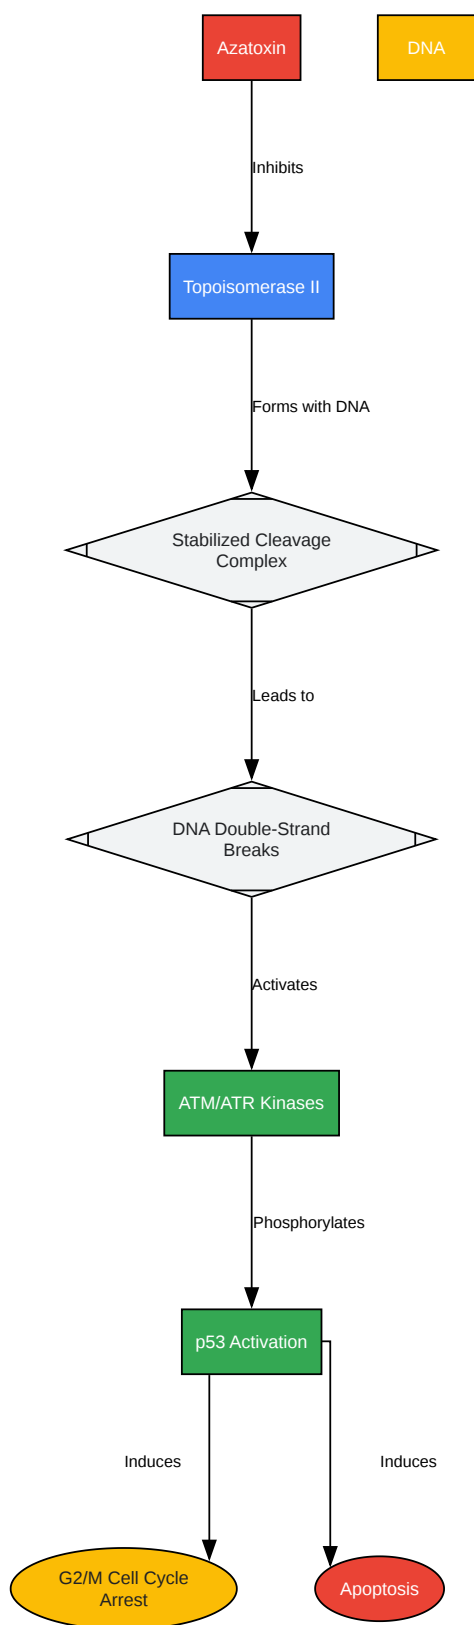 Azatoxin
DNA
Inhibits
Topoisomerase II
Forms with DNA
Stabilized Cleavage
Complex
Leads to
DNA Double-Strand
Breaks
Activates
ATM/ATR Kinases
Phosphorylates
p53 Activation
Induces
Induces
G2/M Cell Cycle
Arrest
Apoptosis